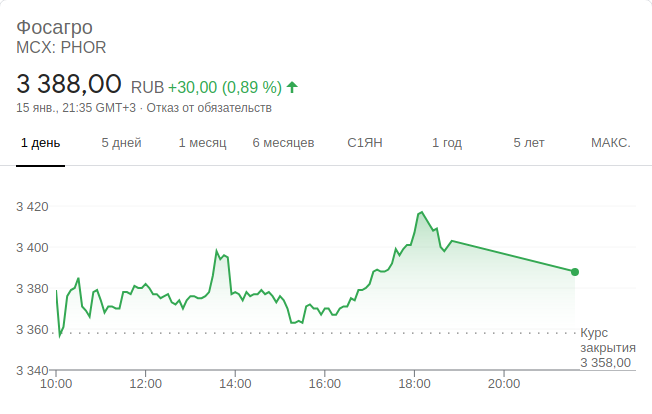 Фосагро
MCX: PHOR
3 388,00 RUB +30,00 (0,89 %)
15 янв., 21:35 GMT+3 · Отказ от обязательств
1 день 5 дней 1 месяц 6 месяцев С1ЯН 1 год 5 лет МАКС.
3 420
3 400
3 380
3 360
3 340
Курс
закрытия
3 358,00
10:00 12:00 14:00 16:00 18:00 20:00